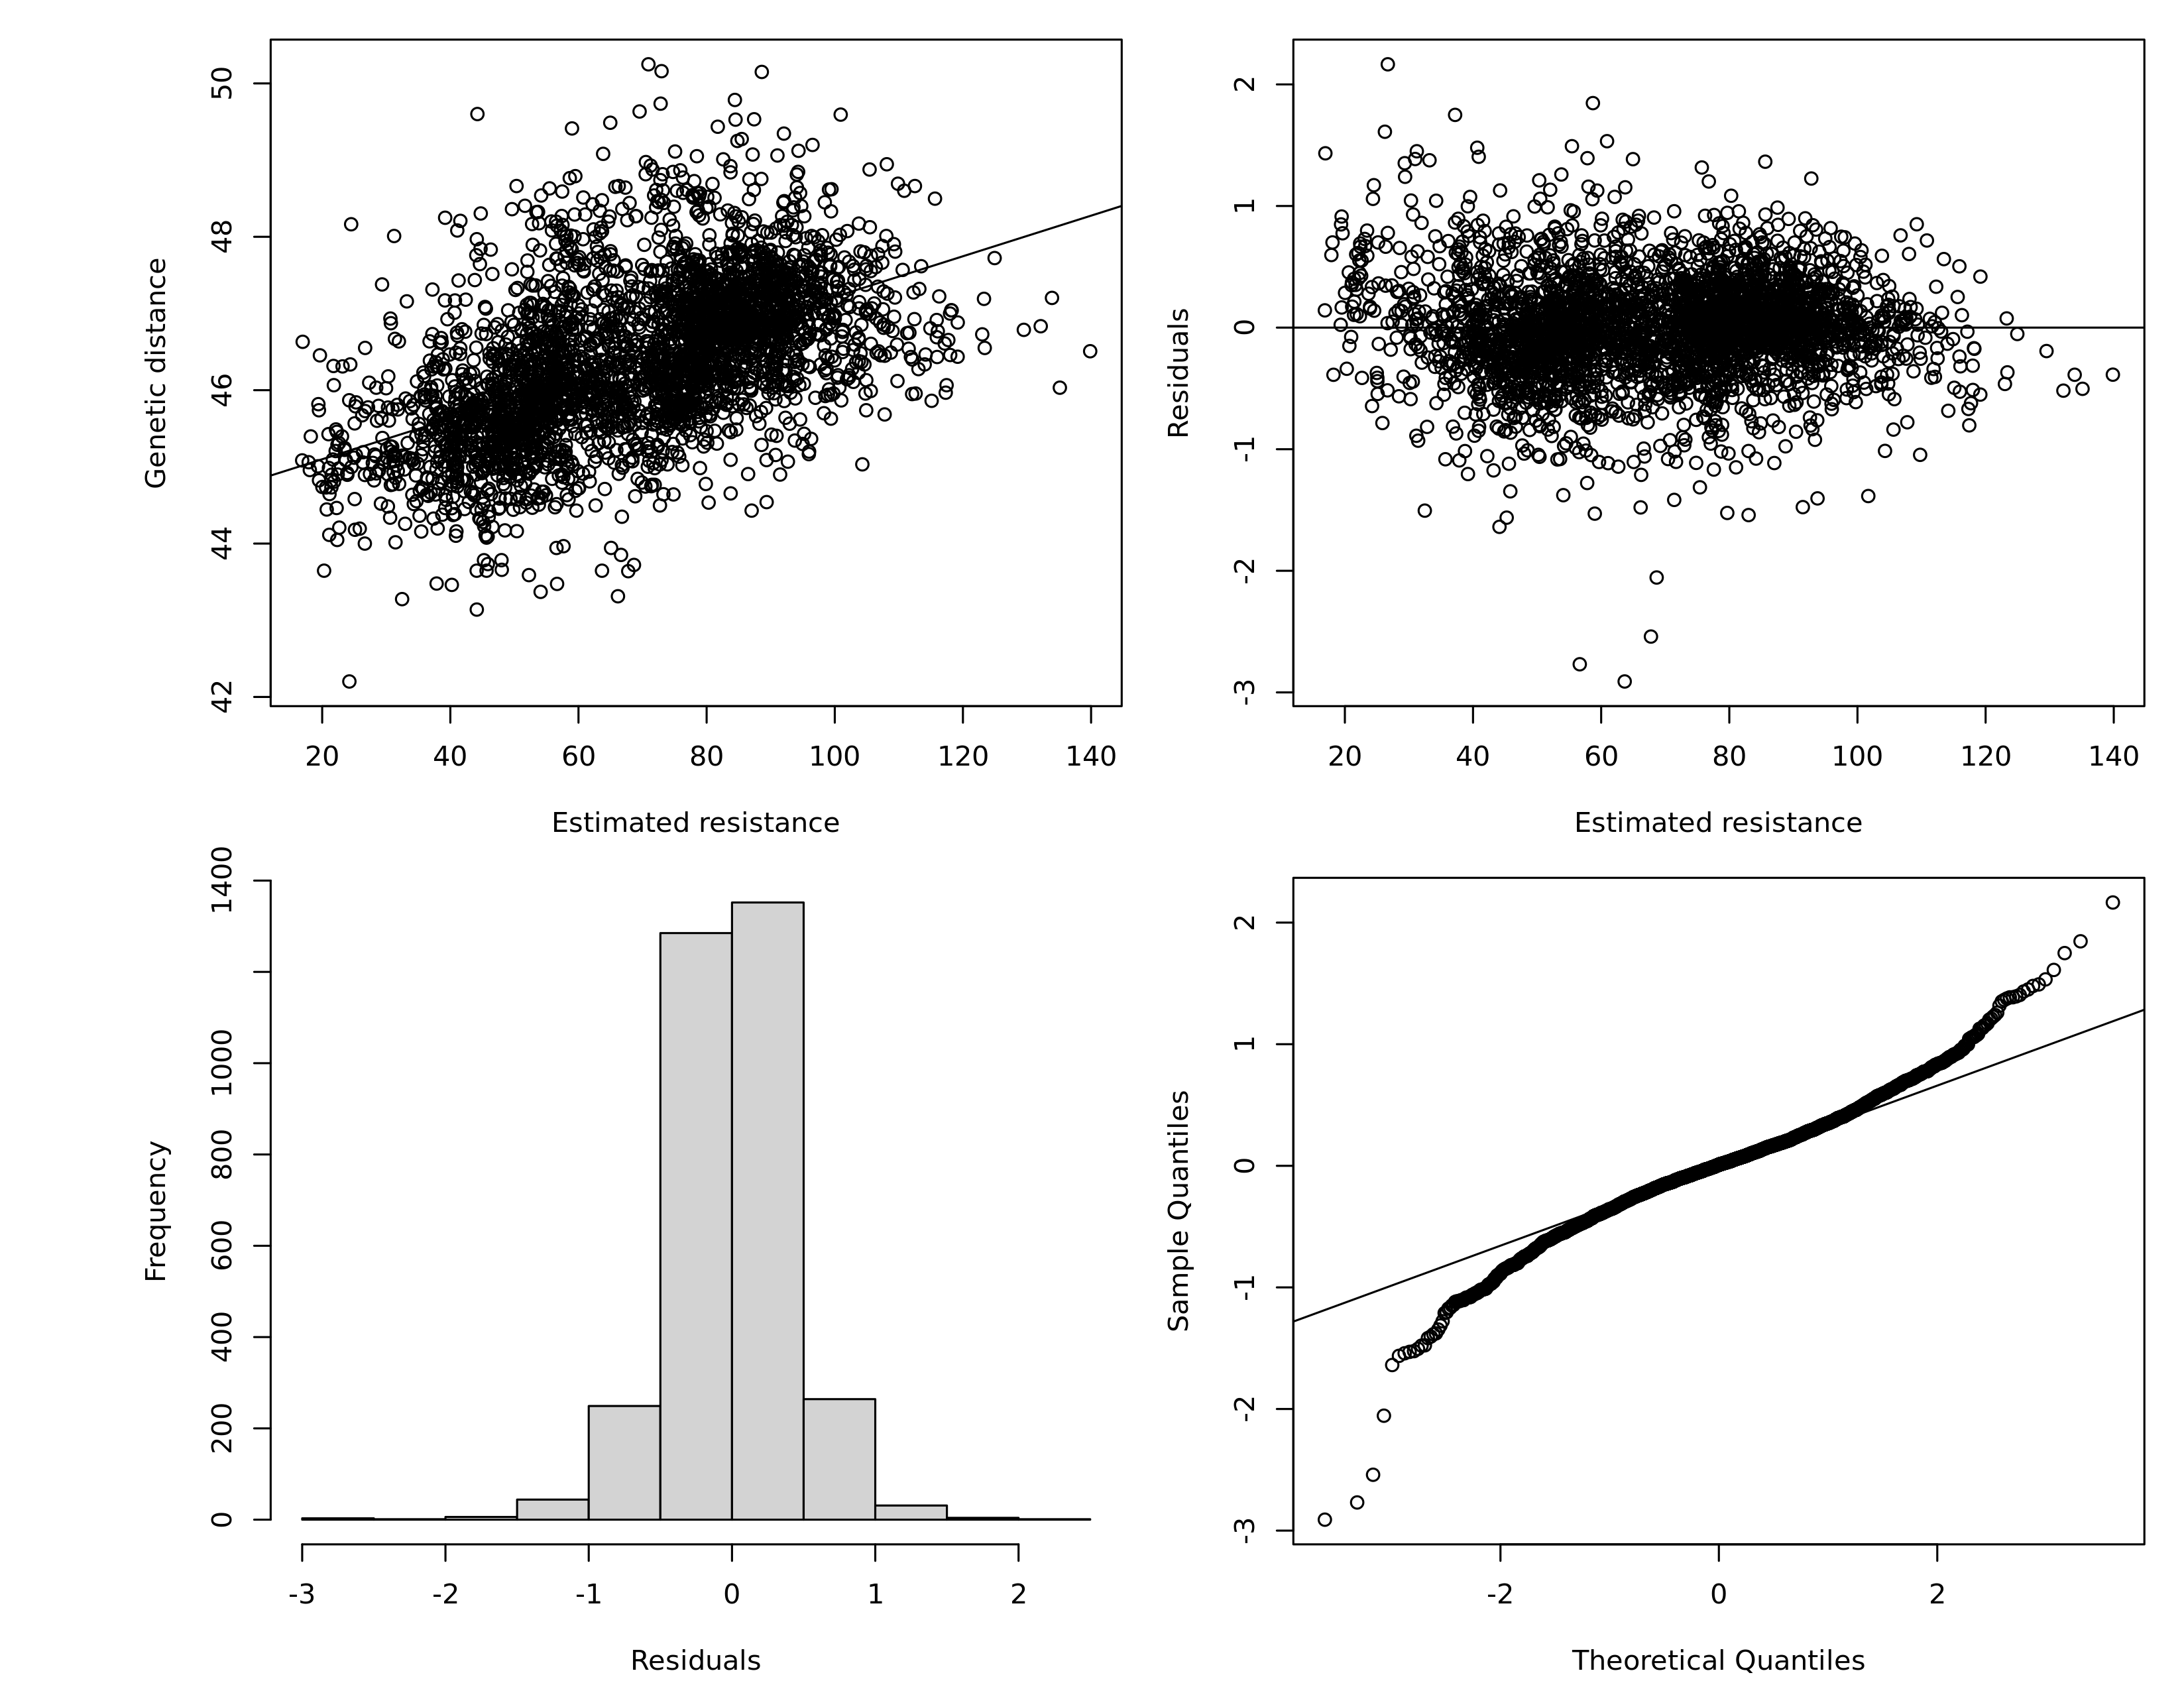 Genetic distance
50
48
46
44
42
20 40 60 80 100 120 140
Estimated resistance
Residuals
2
1
0
-1
-2
-3
20 40 60 80 100 120 140
Estimated resistance
Frequency
1400
1000
800
600
400
200
0
-3 -2 -1 0 1 2
Residuals
Sample Quantiles
2
1
0
-1
-2
-3
-2 0 2
Theoretical Quantiles